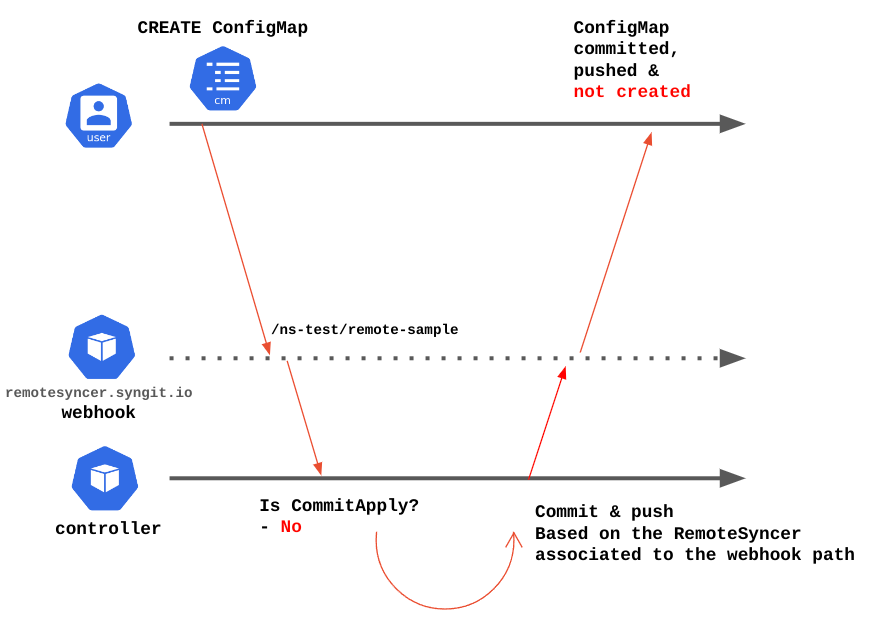 CREATE ConfigMap
ConfigMap
committed,
pushed &
not created
cm
user
/ns-test/remote-sample
remotesyncer.syngit.io
webhook
controller
Is CommitApply?
- No
Commit & push
Based on the RemoteSyncer
associated to the webhook path